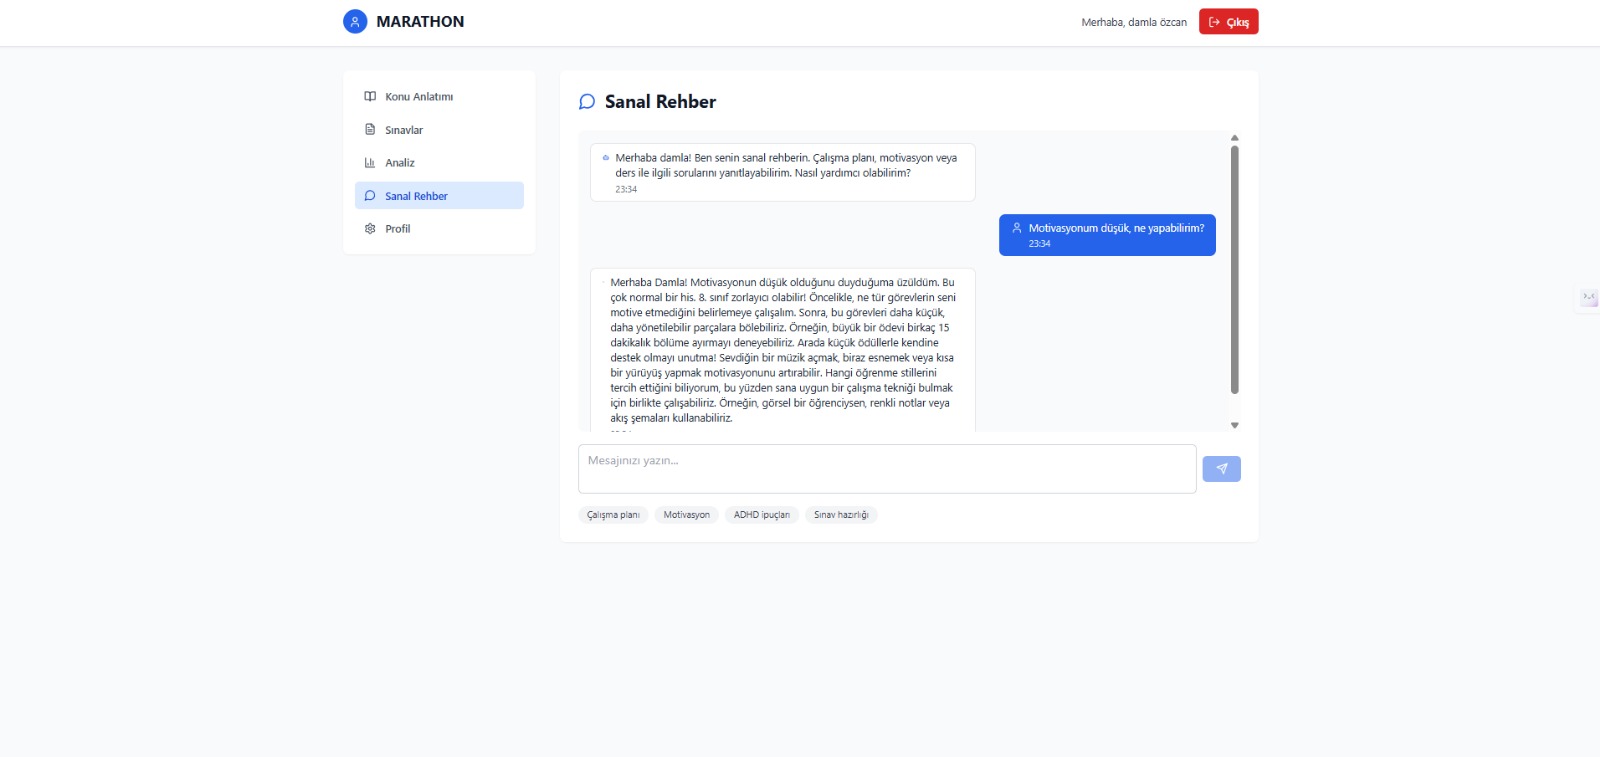 MARATHON
Merhaba, damla özcan
Çıkış
Konu Anlatımı
Sınavlar
Analiz
Sanal Rehber
Profil
Sanal Rehber
Merhaba damla! Ben senin sanal rehberin. Çalışma planı, motivasyon veya
ders ile ilgili sorularını yanıtlayabilirim. Nasıl yardımcı olabilirim?
23:34
Motivasyonum düşük, ne yapabilirim?
23:34
Merhaba Damla! Motivasyonun düşük olduğunu duyduğuma üzüldüm. Bu
çok normal bir his. 8. sınıf zorlayıcı olabilir! Öncelikle, ne tür görevlerin seni
motive etmediğini belirlemeye çalışalım. Sonra, bu görevleri daha küçük,
daha yönetilebilir parçalara bölebiliriz. Örneğin, büyük bir ödevi birkaç 15
dakikalık bölüme ayırmayı deneyebiliriz. Arada küçük ödüllerle kendine
destek olmayı unutma! Sevdiğin bir müzik açmak, biraz esnemek veya kısa
bir yürüyüş yapmak motivasyonunu artırabilir. Hangi öğrenme stillerini
tercih ettiğini biliyorum, bu yüzden sana uygun bir çalışma tekniği bulmak
için birlikte çalışabiliriz. Örneğin, görsel bir öğrenciysen, renkli notlar veya
akış şemaları kullanabiliriz.
Mesajınızı yazın...
Çalışma planı
Motivasyon
ADHD ipuçları
Sınav hazırlığı